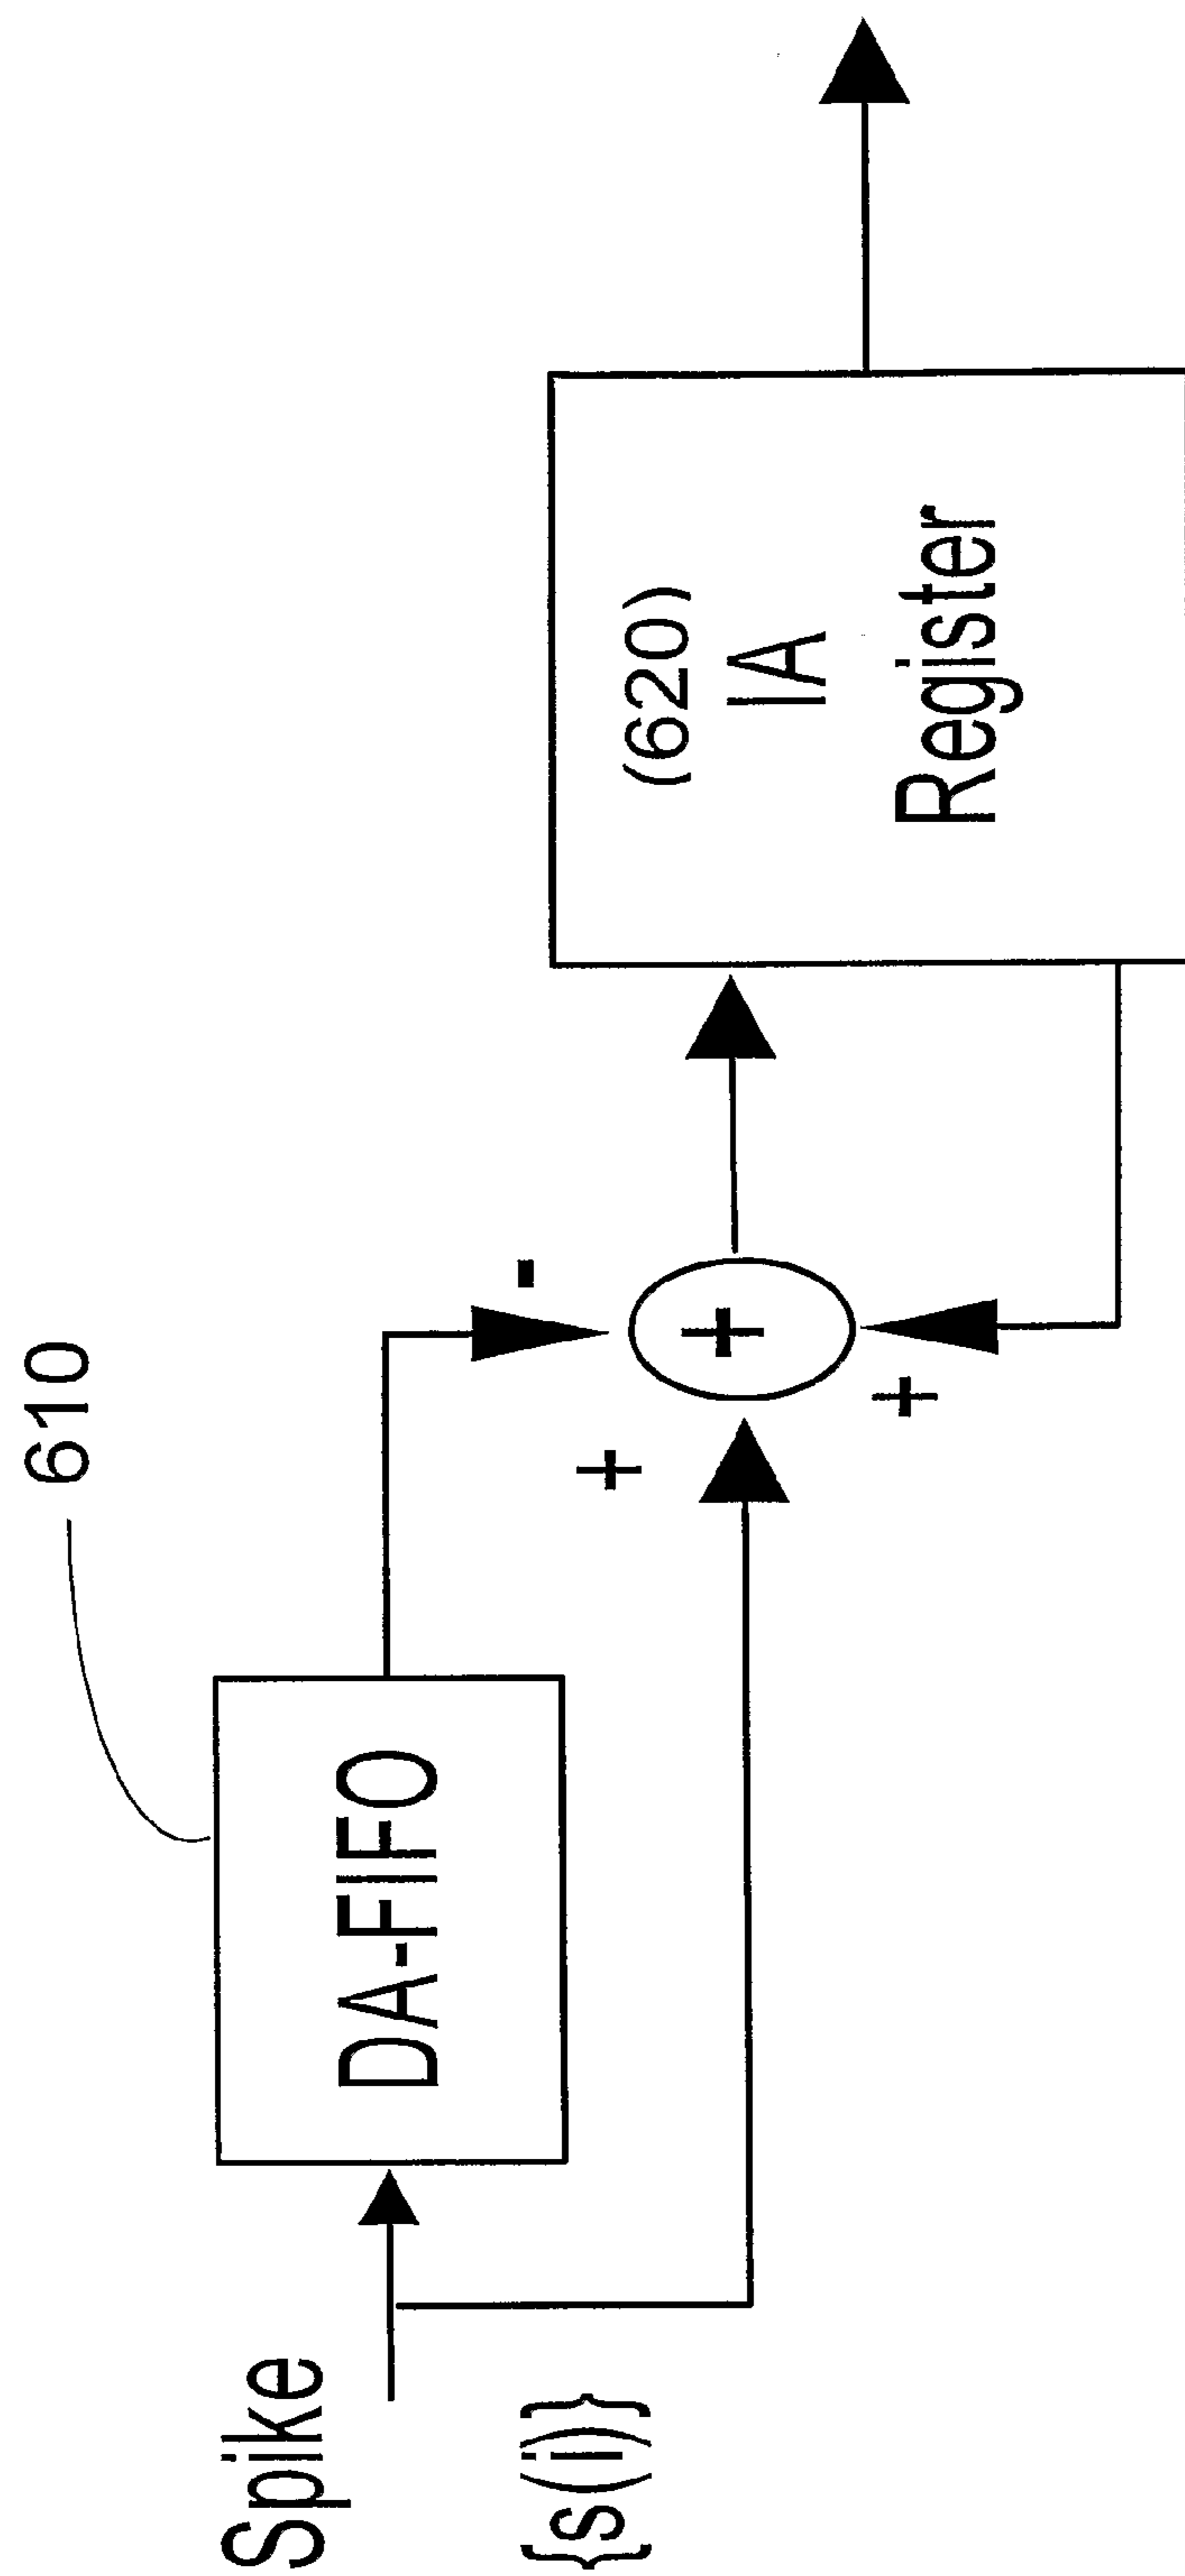 Spike
{s(i)}
DA-FIFO
610
-
+
+
+
(620)
IA
Register